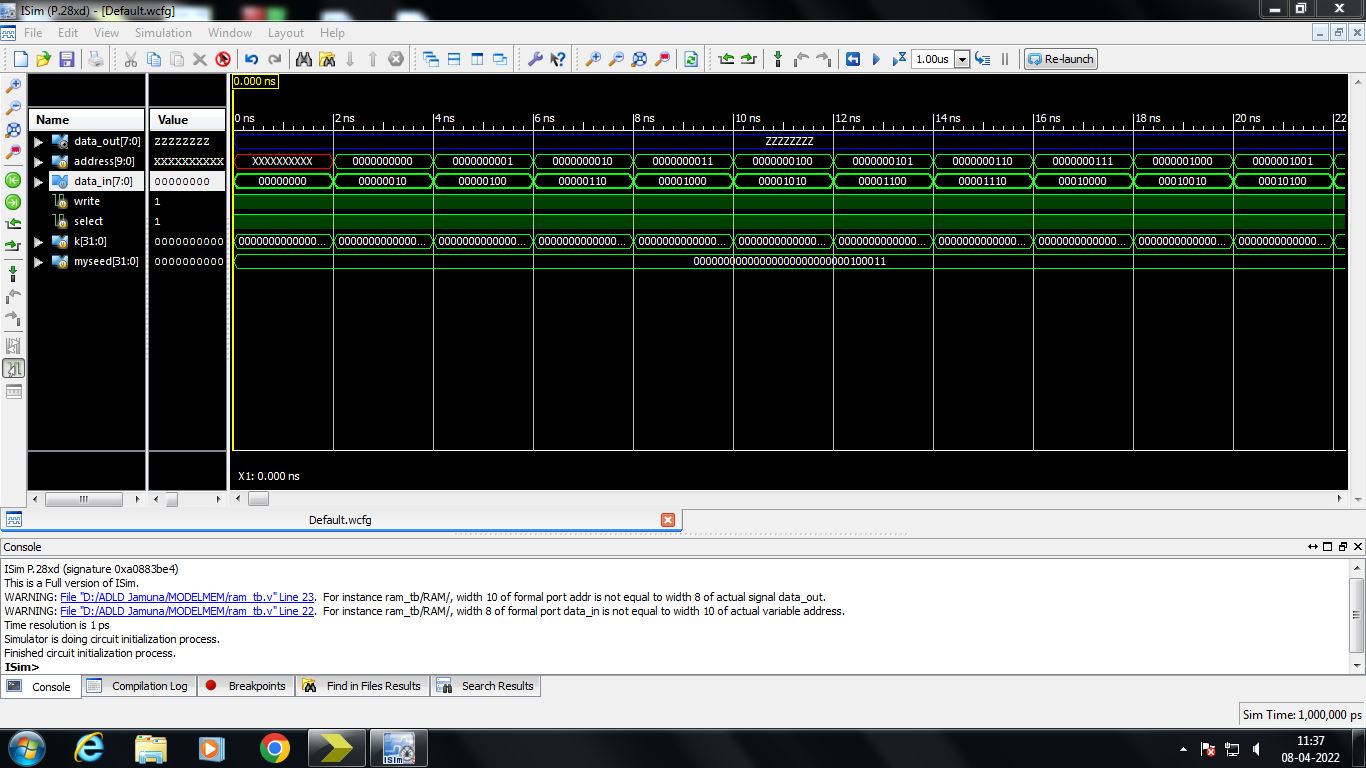 ISim (P.28xd) - [Default.wcfg]
File Edit View Simulation Window Layout Help
1.00us Re-launch
0.000 ns
Name Value
0 ns 2 ns 4 ns 6 ns 8 ns 10 ns 12 ns 14 ns 16 ns 18 ns 20 ns 22
data_out[7:0] ZZZZZZZZ ZZZZZZZZ
address[9:0] XXXXXXXXXX XXXXXXXXXX 0000000000 0000000001 0000000010 0000000011 0000000100 0000000101 0000000110 0000000111 0000001000 0000001001
data_in[7:0] 00000000 00000000 00000010 00000100 00000110 00001000 00001010 00001100 00001110 00010000 00010010 00010100
write 1
select 1
k[31:0] 0000000000 0000000000000... 0000000000000... 0000000000000... 0000000000000... 0000000000000... 0000000000000... 0000000000000... 0000000000000... 0000000000000... 0000000000000... 0000000000000...
myseed[31:0] 0000000000 00000000000000000000000000100011
X1: 0.000 ns
Default.wcfg
Console
ISim P.28xd (signature 0xa0883be4)
This is a Full version of ISim.
WARNING: File "D:/ADLD Jamuna/MODELMEM/ram_tb.v" Line 23. For instance ram_tb/RAM/, width 10 of formal port addr is not equal to width 8 of actual signal data_out.
WARNING: File "D:/ADLD Jamuna/MODELMEM/ram_tb.v" Line 22. For instance ram_tb/RAM/, width 8 of formal port data_in is not equal to width 10 of actual variable address.
Time resolution is 1 ps
Simulator is doing circuit initialization process.
Finished circuit initialization process.
ISim>
Console Compilation Log Breakpoints Find in Files Results Search Results
Sim Time: 1,000,000 ps
ISim
11:37
08-04-2022